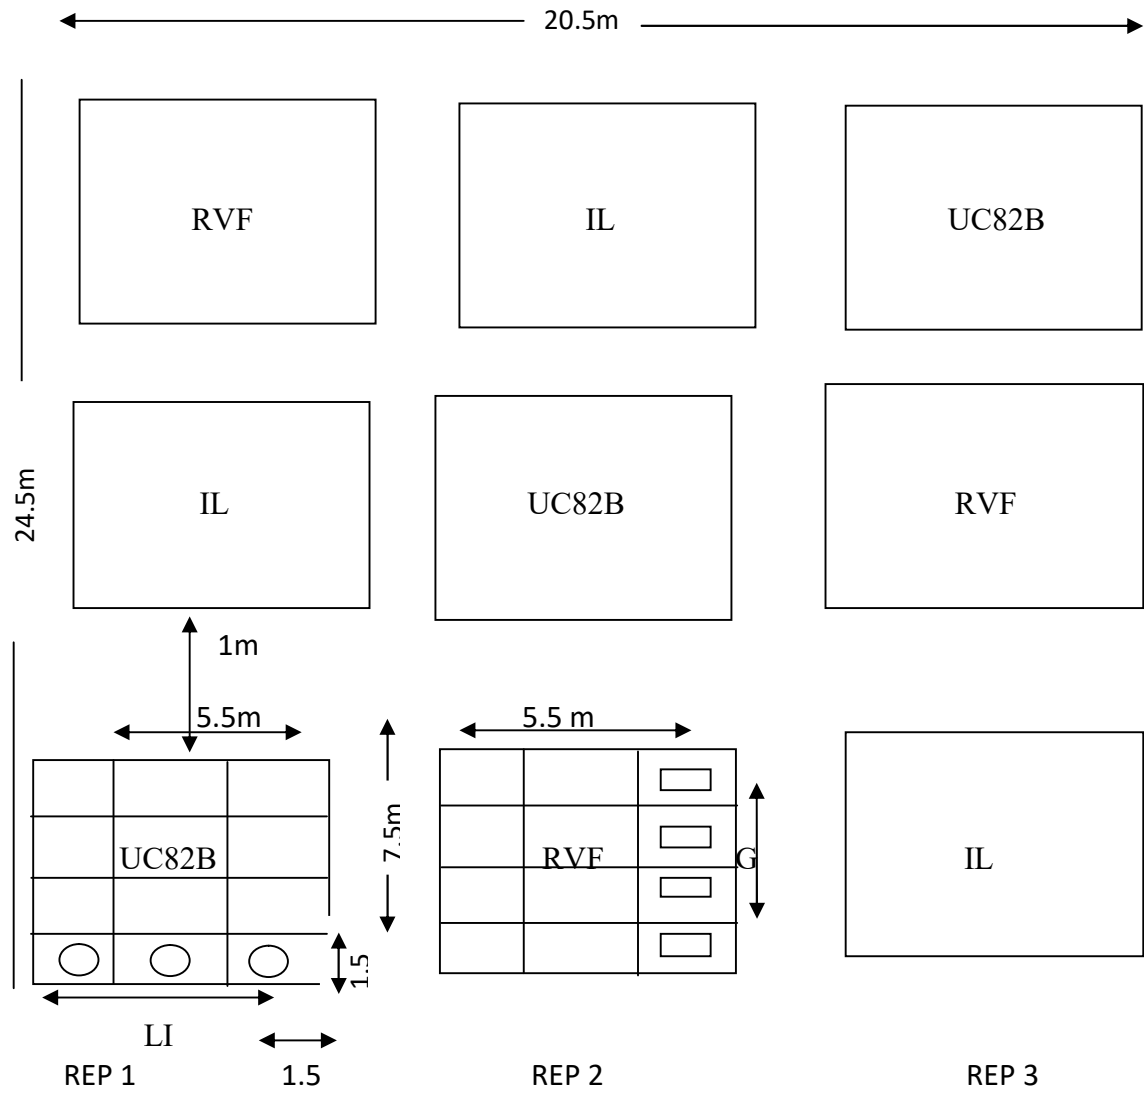 20.5m
RVF IL UC82B
24.5m
IL UC82B RVF
1m
5.5m 5.5 m
7.5m
UC82B RVF G IL
1.5
LI
REP 1 1.5 REP 2 REP 3